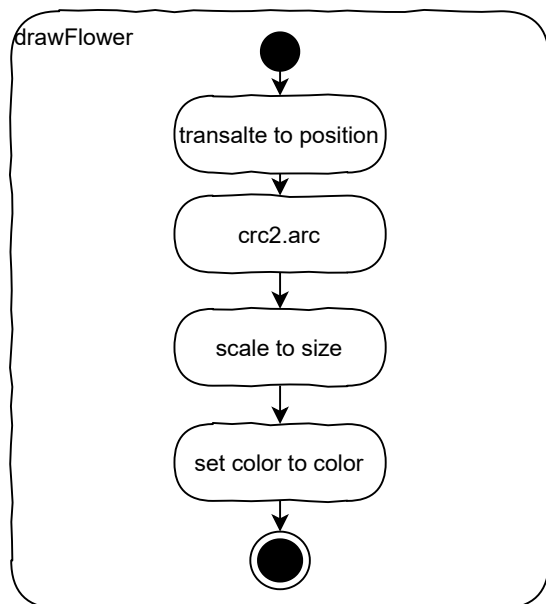 drawFlower
transalte to position
crc2.arc
scale to size
set color to color